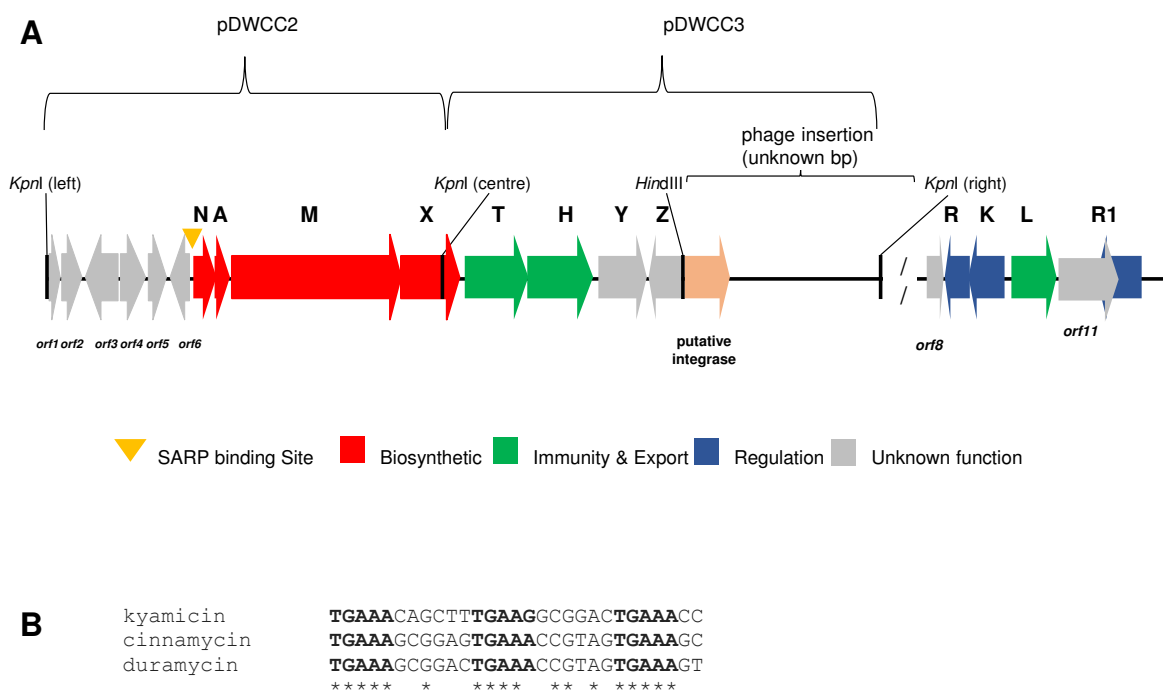 A
pDWCC2
pDWCC3
phage insertion
(unknown bp)
KpnI (left)
KpnI (centre)
HindIII
KpnI (right)
N A M X T H Y Z R K L R1
/
/
orf1 orf2 orf3 orf4 orf5 orf6
putative
integrase
orf8
orf11
SARP binding Site
Biosynthetic
Immunity & Export
Regulation
Unknown function
B
kyamicin TGAAACAGCTTTGAAGGCGGACTGAAACC
cinnamycin TGAAAGCGGAGTGAAACCGTAGTGAAAGC
duramycin TGAAAGCGGACTGAAACCGTAGTGAAAGT
***** * **** ** * *****